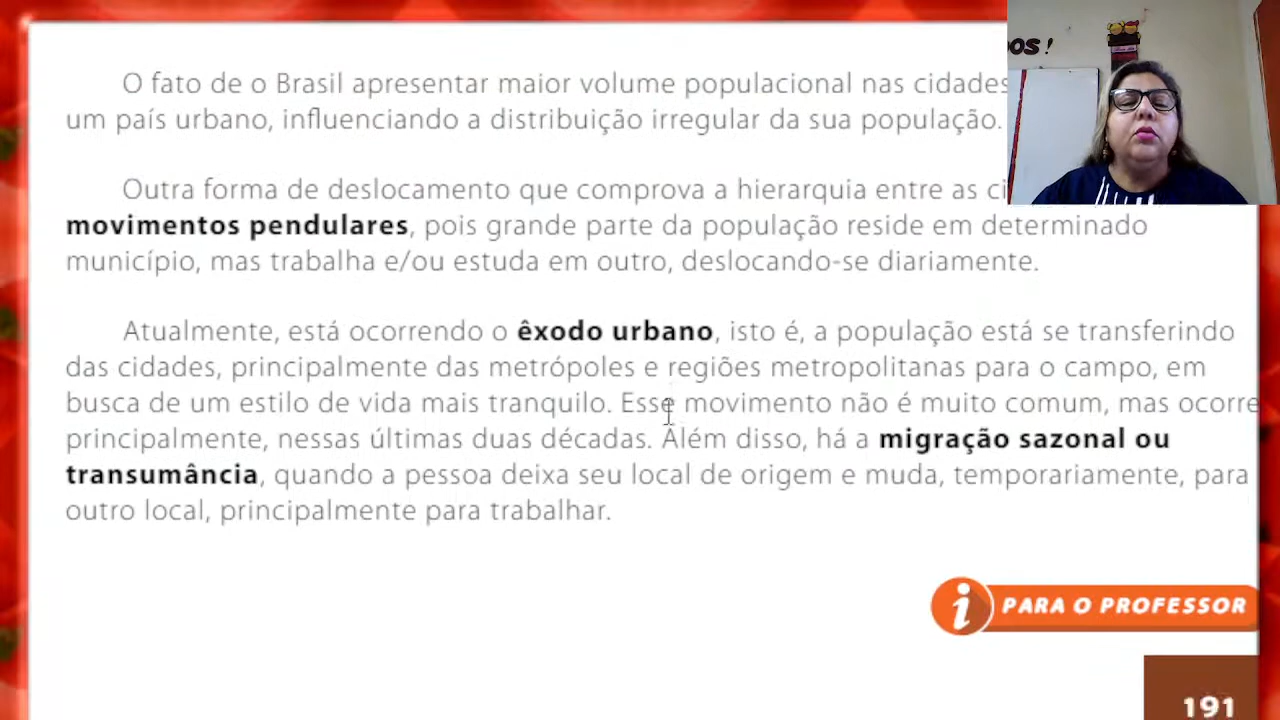 O fato de o Brasil apresentar maior volume populacional nas cidades
um país urbano, influenciando a distribuição irregular da sua população.
OOS!
Outra forma de deslocamento que comprova a hierarquia entre as ci
movimentos pendulares, pois grande parte da população reside em determinado
município, mas trabalha e/ou estuda em outro, deslocando-se diariamente.
Atualmente, está ocorrendo o êxodo urbano, isto é, a população está se transferindo
das cidades, principalmente das metrópoles e regiões metropolitanas para o campo, em
busca de um estilo de vida mais tranquilo. Esse movimento não é muito comum, mas ocorre
principalmente, nessas últimas duas décadas. Além disso, há a migração sazonal ou
transumância, quando a pessoa deixa seu local de origem e muda, temporariamente, para
outro local, principalmente para trabalhar.
i PARA O PROFESSOR
191